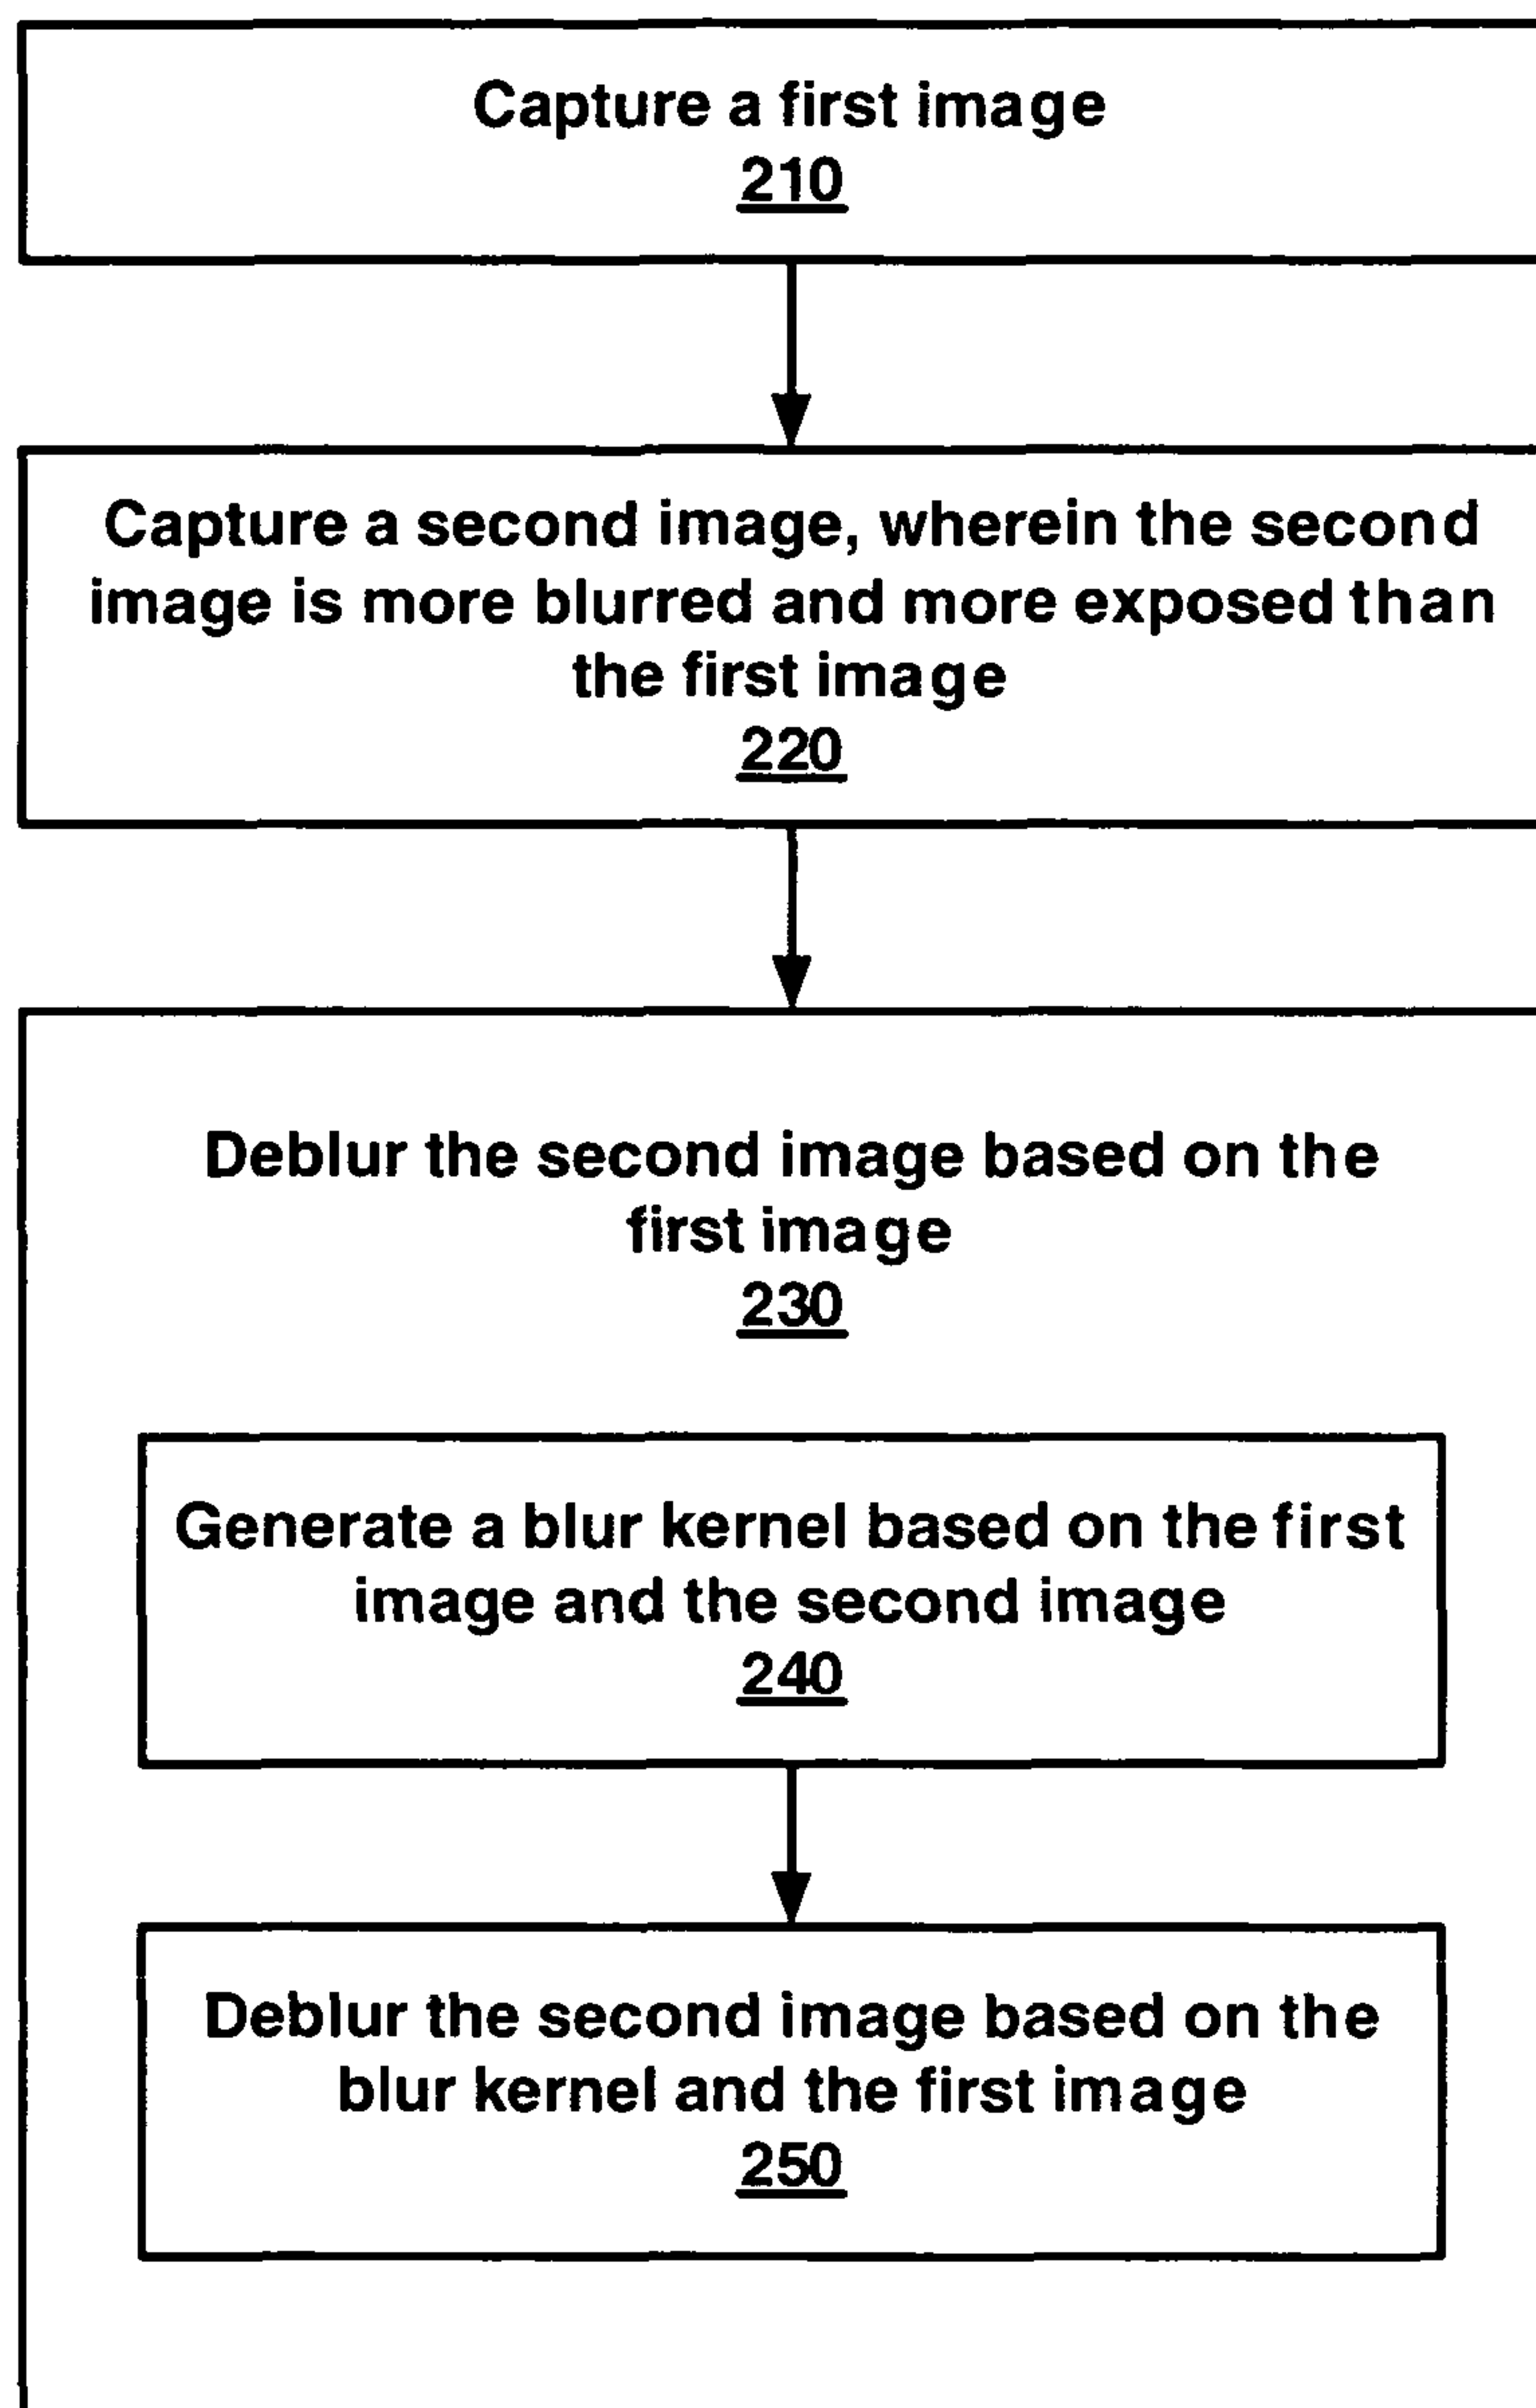 Capture a first image
210
Capture a second image, wherein the second
image is more blurred and more exposed than
the first image
220
Deblur the second image based on the
first image
230
Generate a blur kernel based on the first
image and the second image
240
Deblur the second image based on the
blur kernel and the first image
250